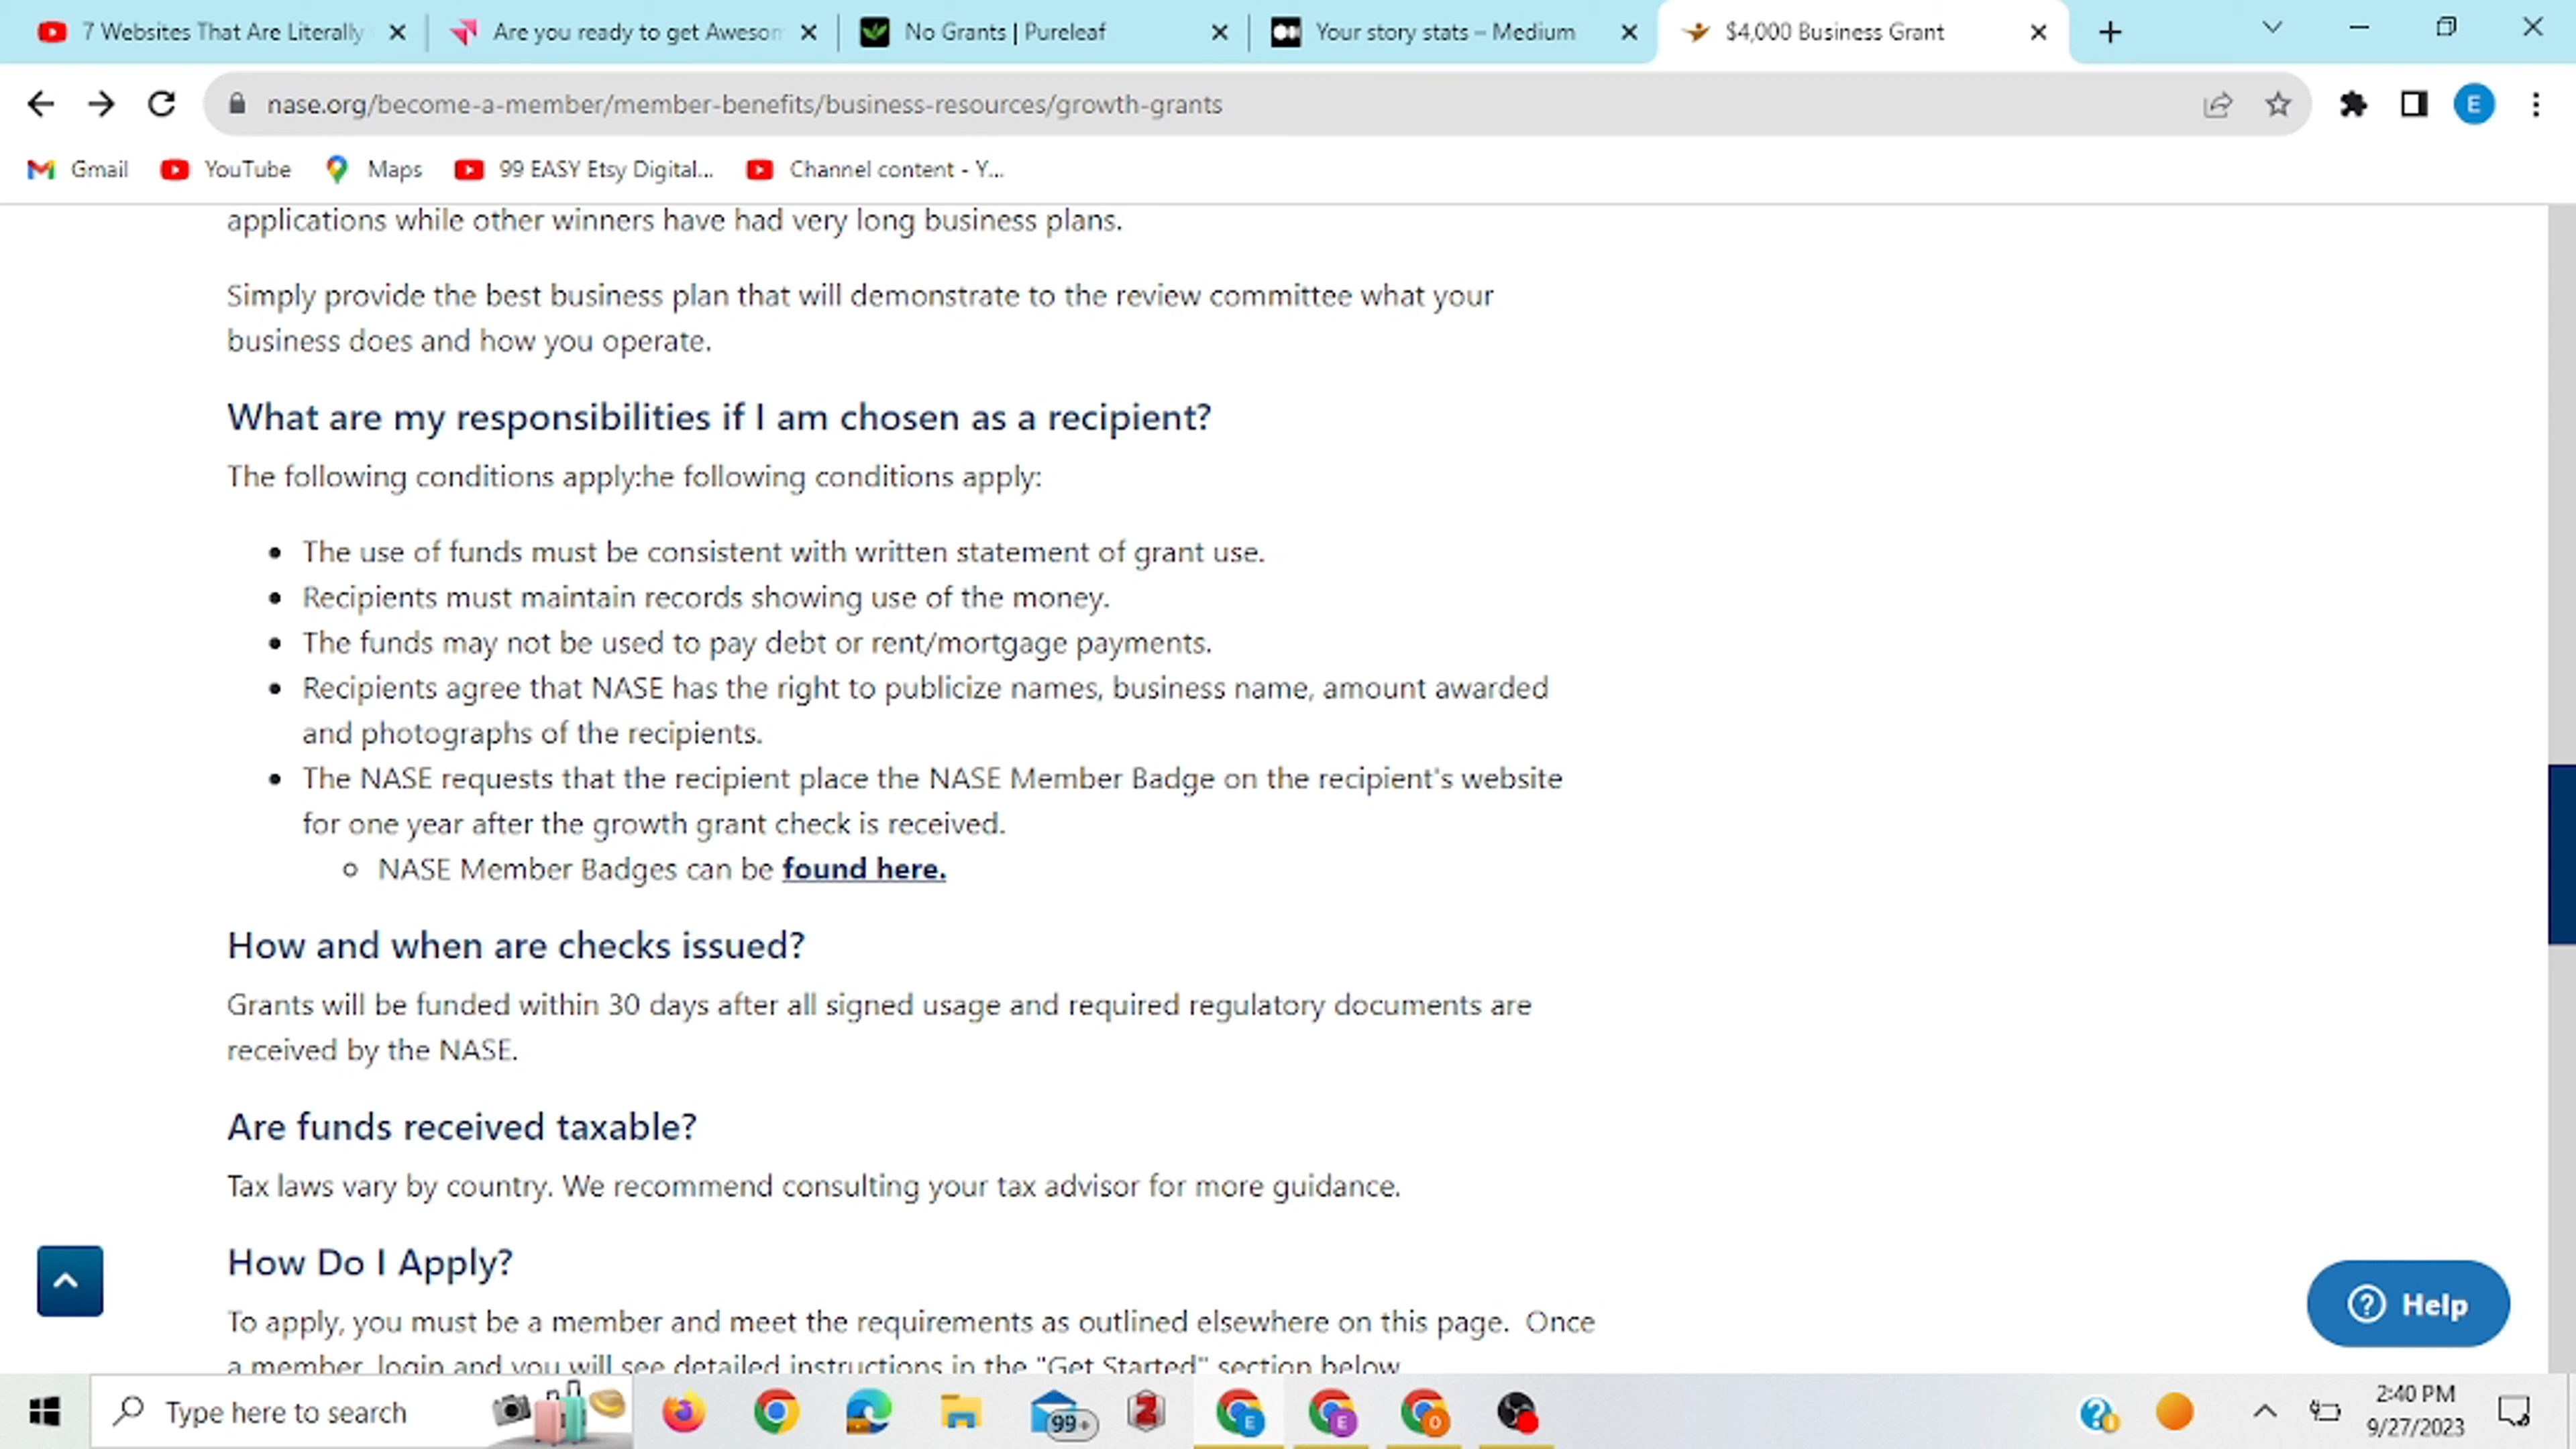 7 Websites That Are Literally
Are you ready to get Awesom
No Grants | Pureleaf
Your story stats – Medium
$4,000 Business Grant
nase.org/become-a-member/member-benefits/business-resources/growth-grants
E
Gmail
YouTube
Maps
99 EASY Etsy Digital...
Channel content - Y...
applications while other winners have had very long business plans.
Simply provide the best business plan that will demonstrate to the review committee what your
business does and how you operate.
What are my responsibilities if I am chosen as a recipient?
The following conditions apply:he following conditions apply:
• The use of funds must be consistent with written statement of grant use.
• Recipients must maintain records showing use of the money.
• The funds may not be used to pay debt or rent/mortgage payments.
• Recipients agree that NASE has the right to publicize names, business name, amount awarded
and photographs of the recipients.
• The NASE requests that the recipient place the NASE Member Badge on the recipient's website
for one year after the growth grant check is received.
o NASE Member Badges can be found here.
How and when are checks issued?
Grants will be funded within 30 days after all signed usage and required regulatory documents are
received by the NASE.
Are funds received taxable?
Tax laws vary by country. We recommend consulting your tax advisor for more guidance.
How Do I Apply?
To apply, you must be a member and meet the requirements as outlined elsewhere on this page. Once
a member, login and you will see detailed instructions in the "Get Started" section below
Help
Type here to search
99+
Z
E
E
O
2:40 PM
9/27/2023